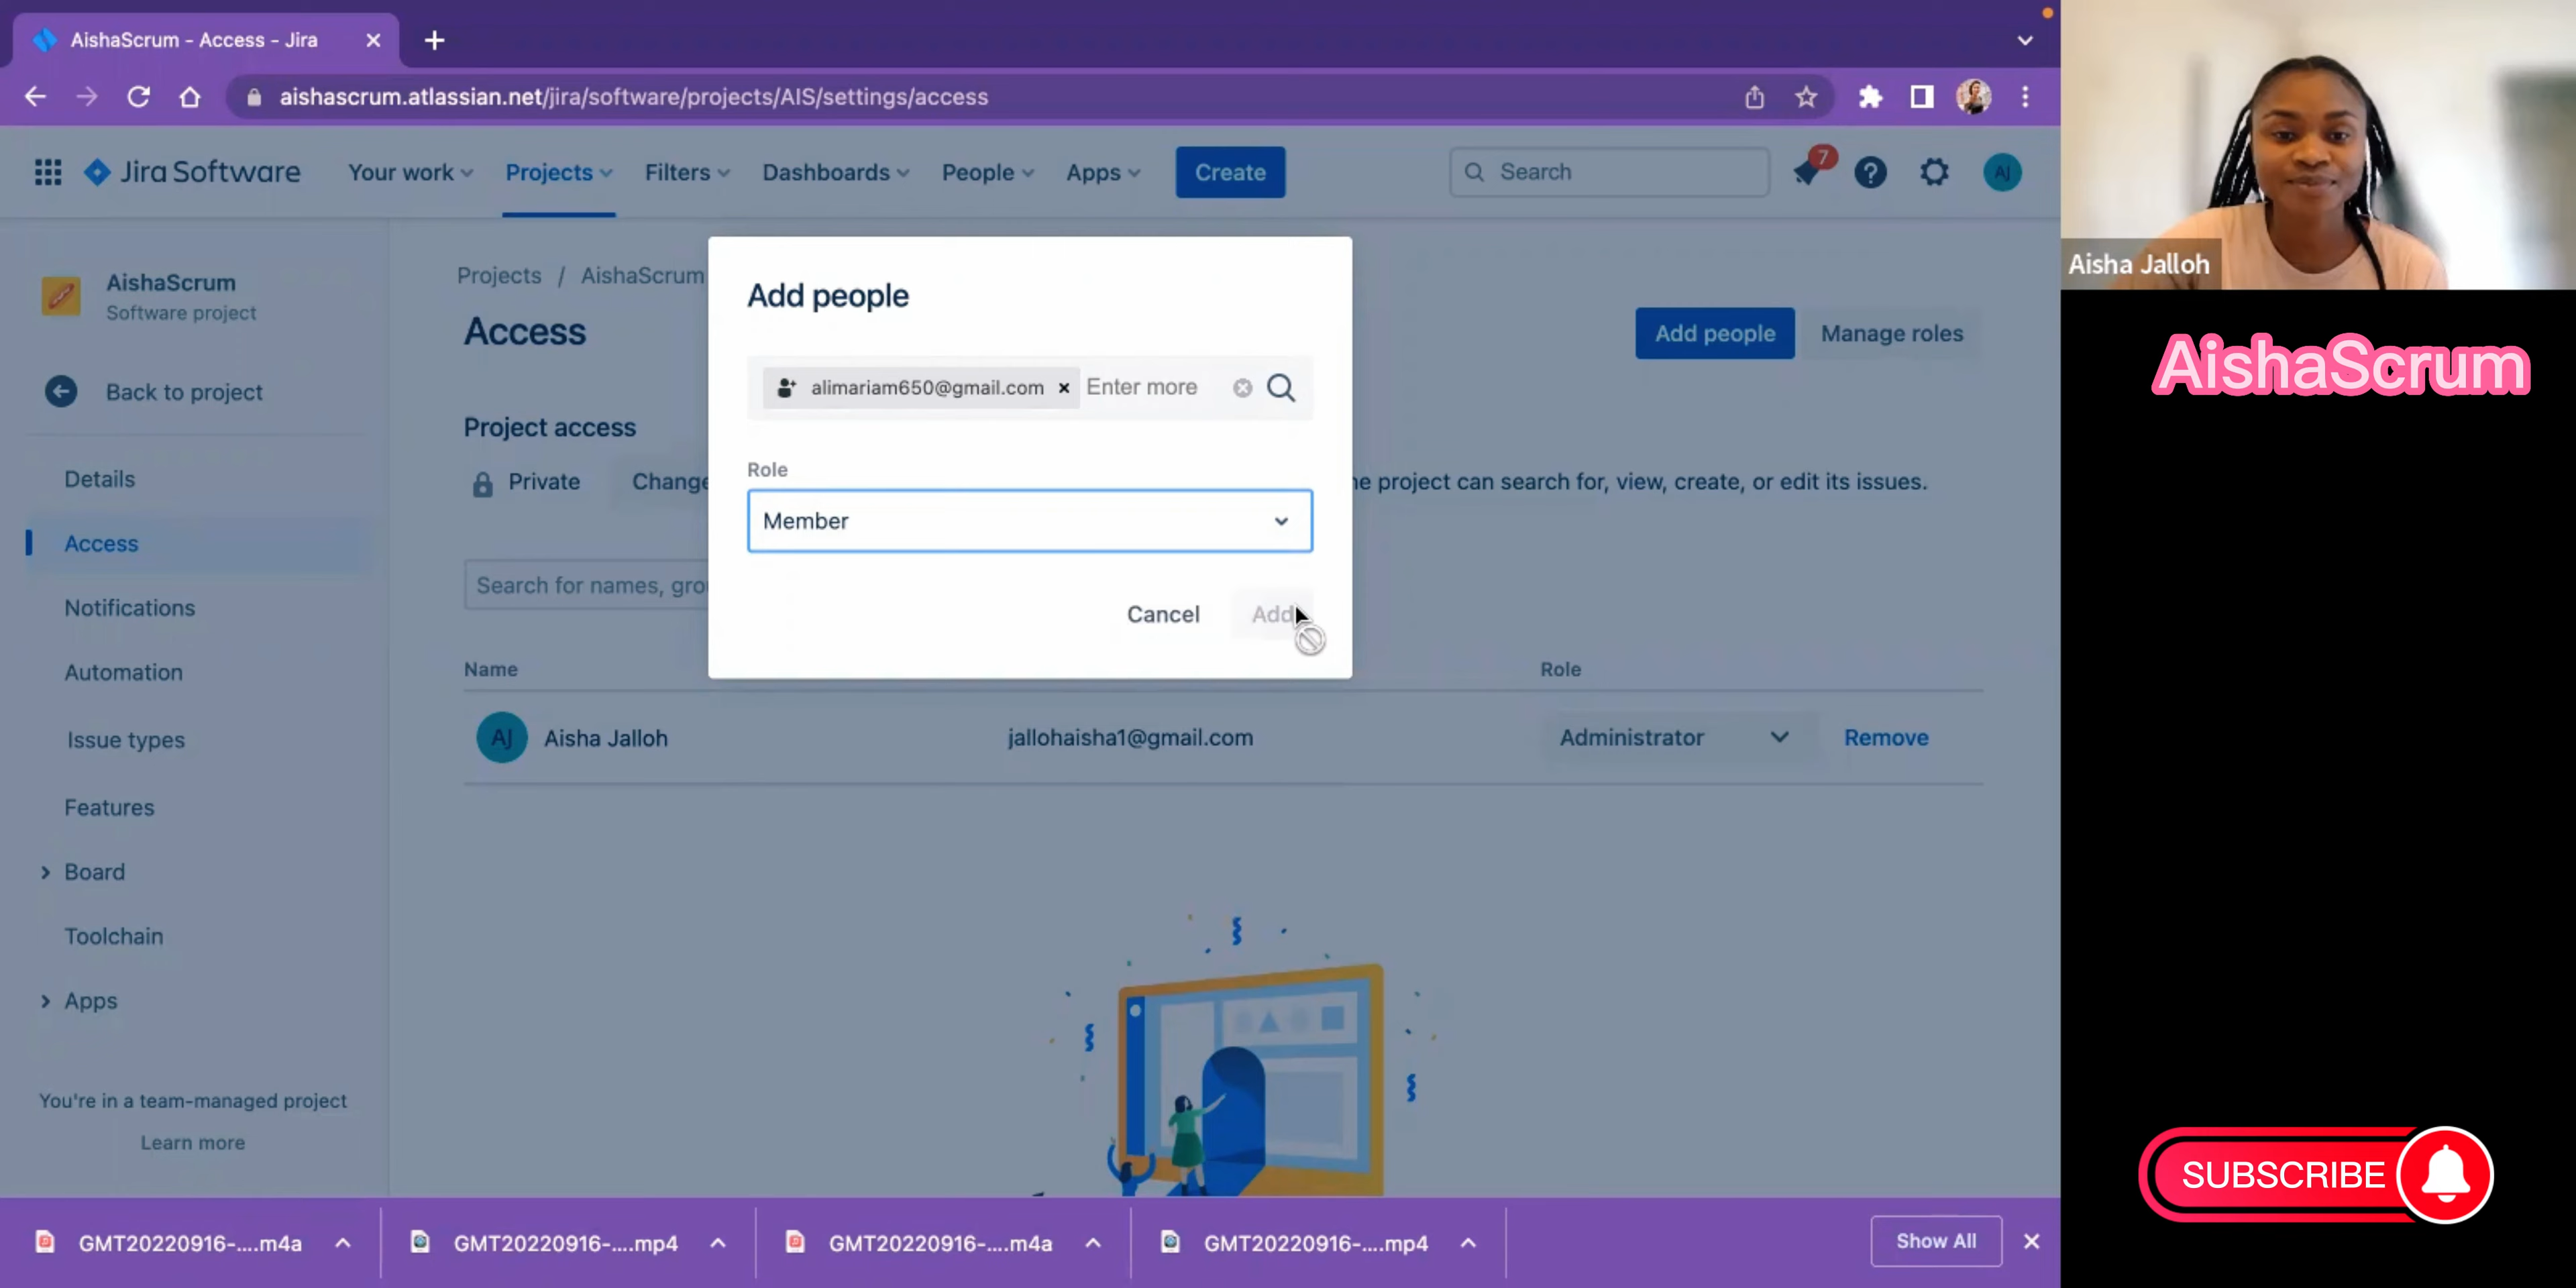 AishaScrum - Access - Jira
aishascrum.atlassian.net/jira/software/projects/AIS/settings/access
Jira Software
Your work
Projects
Filters
Dashboards
People
Apps
Create
Search
7
?
AJ
AishaScrum
Software project
Back to project
Details
Access
Notifications
Automation
Issue types
Features
Board
Toolchain
Apps
You're in a team-managed project
Learn more
Projects / AishaScrum
Access
Add people
Manage roles
Project access
Private
Change
he project can search for, view, create, or edit its issues.
Search for names, gro
Add people
alimariam650@gmail.com × Enter more
Role
Member
Cancel
Add
Name
Role
AJ
Aisha Jalloh
jallohaisha1@gmail.com
Administrator
Remove
GMT20220916-....m4a
GMT20220916-....mp4
GMT20220916-....m4a
GMT20220916-....mp4
Show All
Aisha Jalloh
AishaScrum
SUBSCRIBE